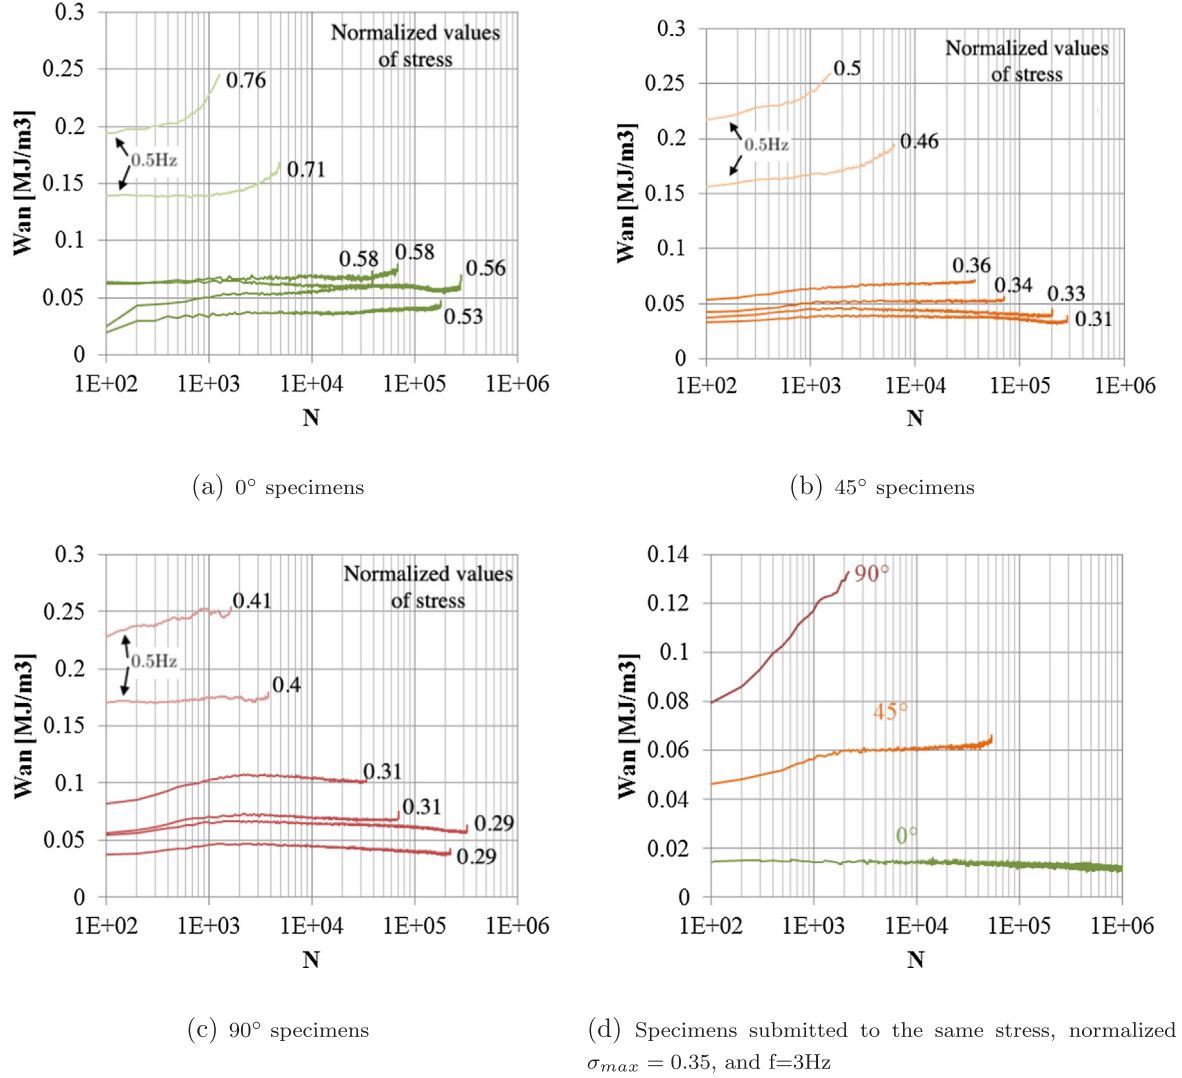 Normalized values
of stress
0.3
0.25
0.2
0.15
0.1
0.05
0
Wan [MJ/m3]
0.76
0.5Hz
0.71
0.58
0.58
0.56
0.53
1E+02 1E+03 1E+04 1E+05 1E+06
N
(a) 0° specimens
Normalized values
of stress
0.3
0.25
0.2
0.15
0.1
0.05
0
Wan [MJ/m3]
0.5
0.5Hz
0.46
0.36
0.34
0.33
0.31
1E+02 1E+03 1E+04 1E+05 1E+06
N
(b) 45° specimens
Normalized values
of stress
0.3
0.25
0.2
0.15
0.1
0.05
0
Wan [MJ/m3]
0.41
0.5Hz
0.4
0.31
0.31
0.29
0.29
1E+02 1E+03 1E+04 1E+05 1E+06
N
(c) 90° specimens
0.14
0.12
0.1
0.08
0.06
0.04
0.02
0
Wan [MJ/m3]
90°
45°
0°
1E+02 1E+03 1E+04 1E+05 1E+06
N
(d) Specimens submitted to the same stress, normalized
σmax = 0.35, and f=3Hz